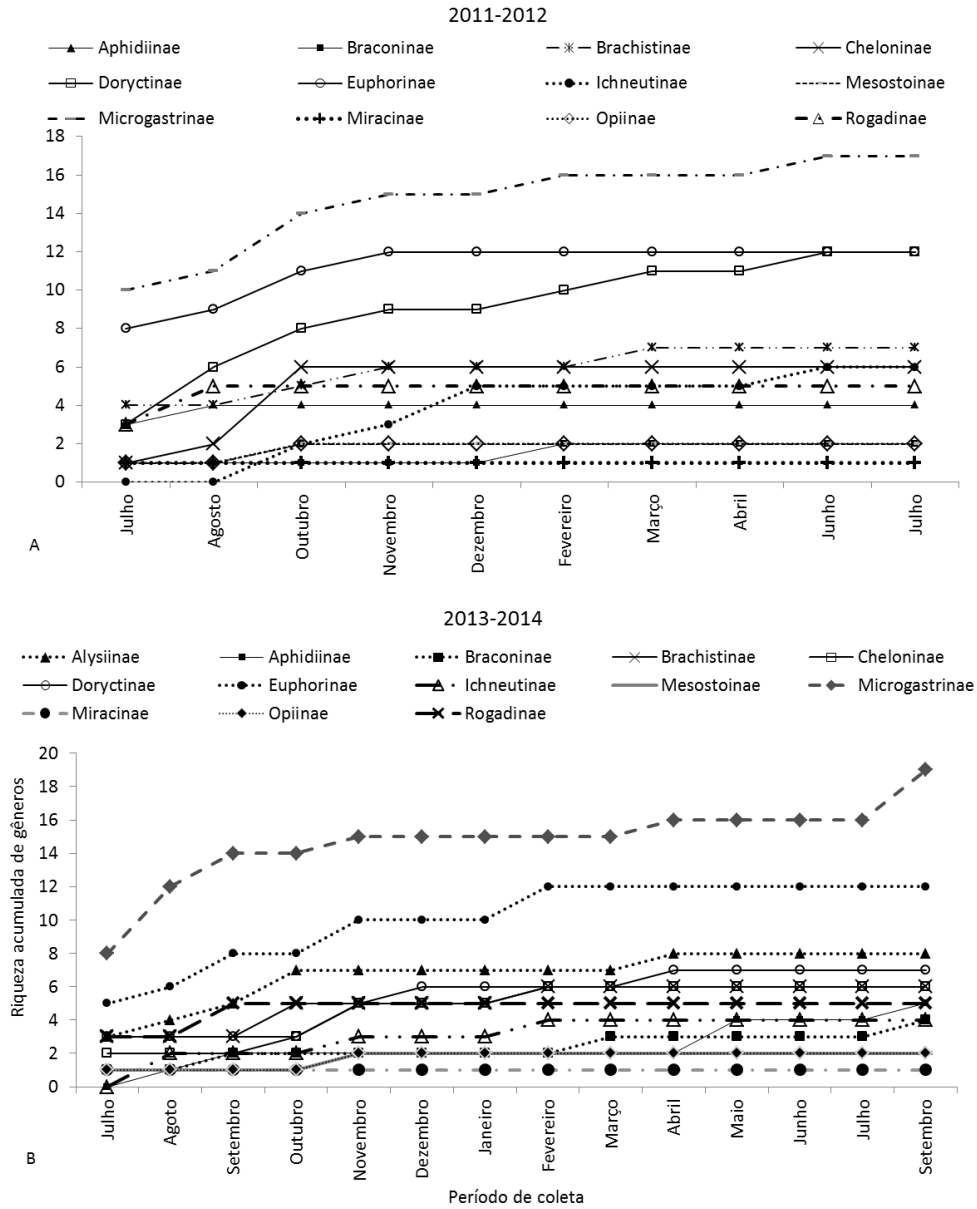 2011-2012
Aphidiinae Braconinae Brachistinae Cheloninae
Doryctinae Euphorinae Ichneutinae Mesostoinae
Microgastrinae Miracinae Opiinae Rogadinae
18
16
14
12
10
8
6
4
2
0
Julho Agosto Outubro Novembro Dezembro Fevereiro Março Abril Junho Julho
A
2013-2014
Alysiinae Aphidiinae Braconinae Brachistinae Cheloninae
Doryctinae Euphorinae Ichneutinae Mesostoinae Microgastrinae
Miracinae Opiinae Rogadinae
Riqueza acumulada de gêneros
20
18
16
14
12
10
8
6
4
2
0
Julho Agoto Setembro Outubro Novembro Dezembro Janeiro Fevereiro Março Abril Maio Junho Julho Setembro
B
Período de coleta